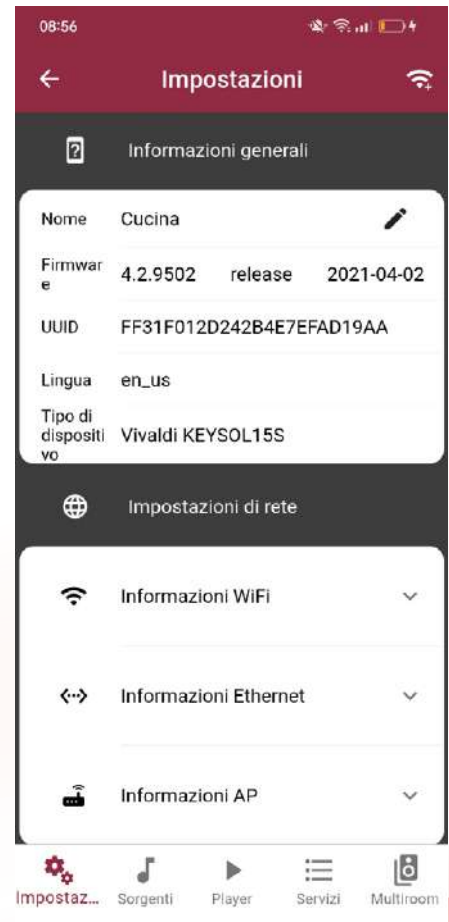 08:56
Impostazioni
Informazioni generali
Nome Cucina
Firmwar
e 4.2.9502 release 2021-04-02
UUID FF31F012D242B4E7EFAD19AA
Lingua en_us
Tipo di
dispositi
vo Vivaldi KEYSOL15S
Impostazioni di rete
Informazioni WiFi
Informazioni Ethernet
Informazioni AP
Impostaz... Sorgenti Player Servizi Multiroom